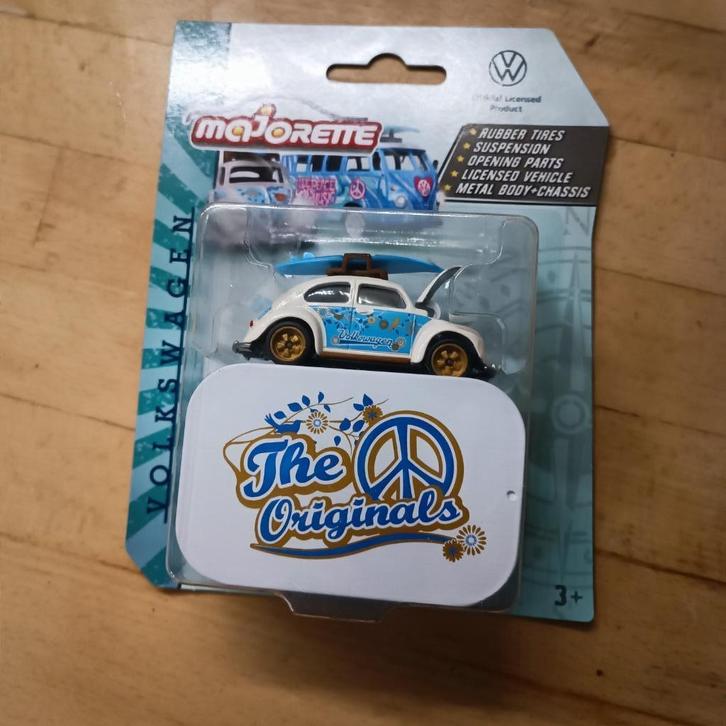 Official Licensed
Product
MAJORETTE
RUBBER TIRES
SUSPENSION
OPENING PARTS
LICENSED VEHICLE
METAL BODY+CHASSIS
VOLKSWAGEN
Volkswagen
The
Originals
3+